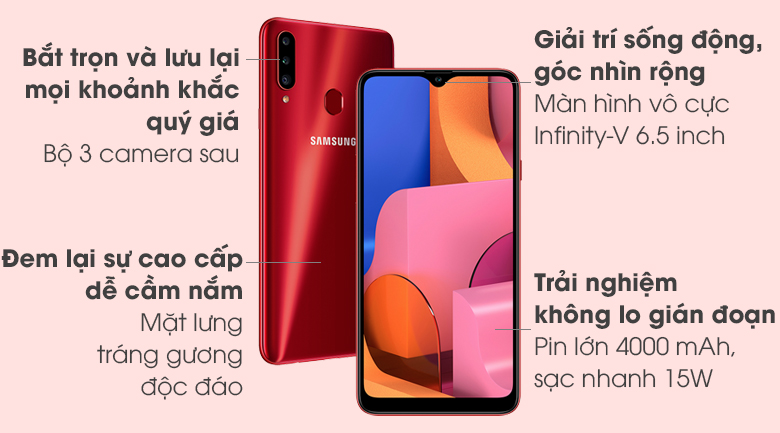 Bắt trọn và lưu lại
mọi khoảnh khắc
quý giá
Bộ 3 camera sau
Giải trí sống động,
góc nhìn rộng
Màn hình vô cực
Infinity-V 6.5 inch
SAMSUNG
Đem lại sự cao cấp
dễ cầm nắm
Mặt lưng
tráng gương
độc đáo
Trải nghiệm
không lo gián đoạn
Pin lớn 4000 mAh,
sạc nhanh 15W